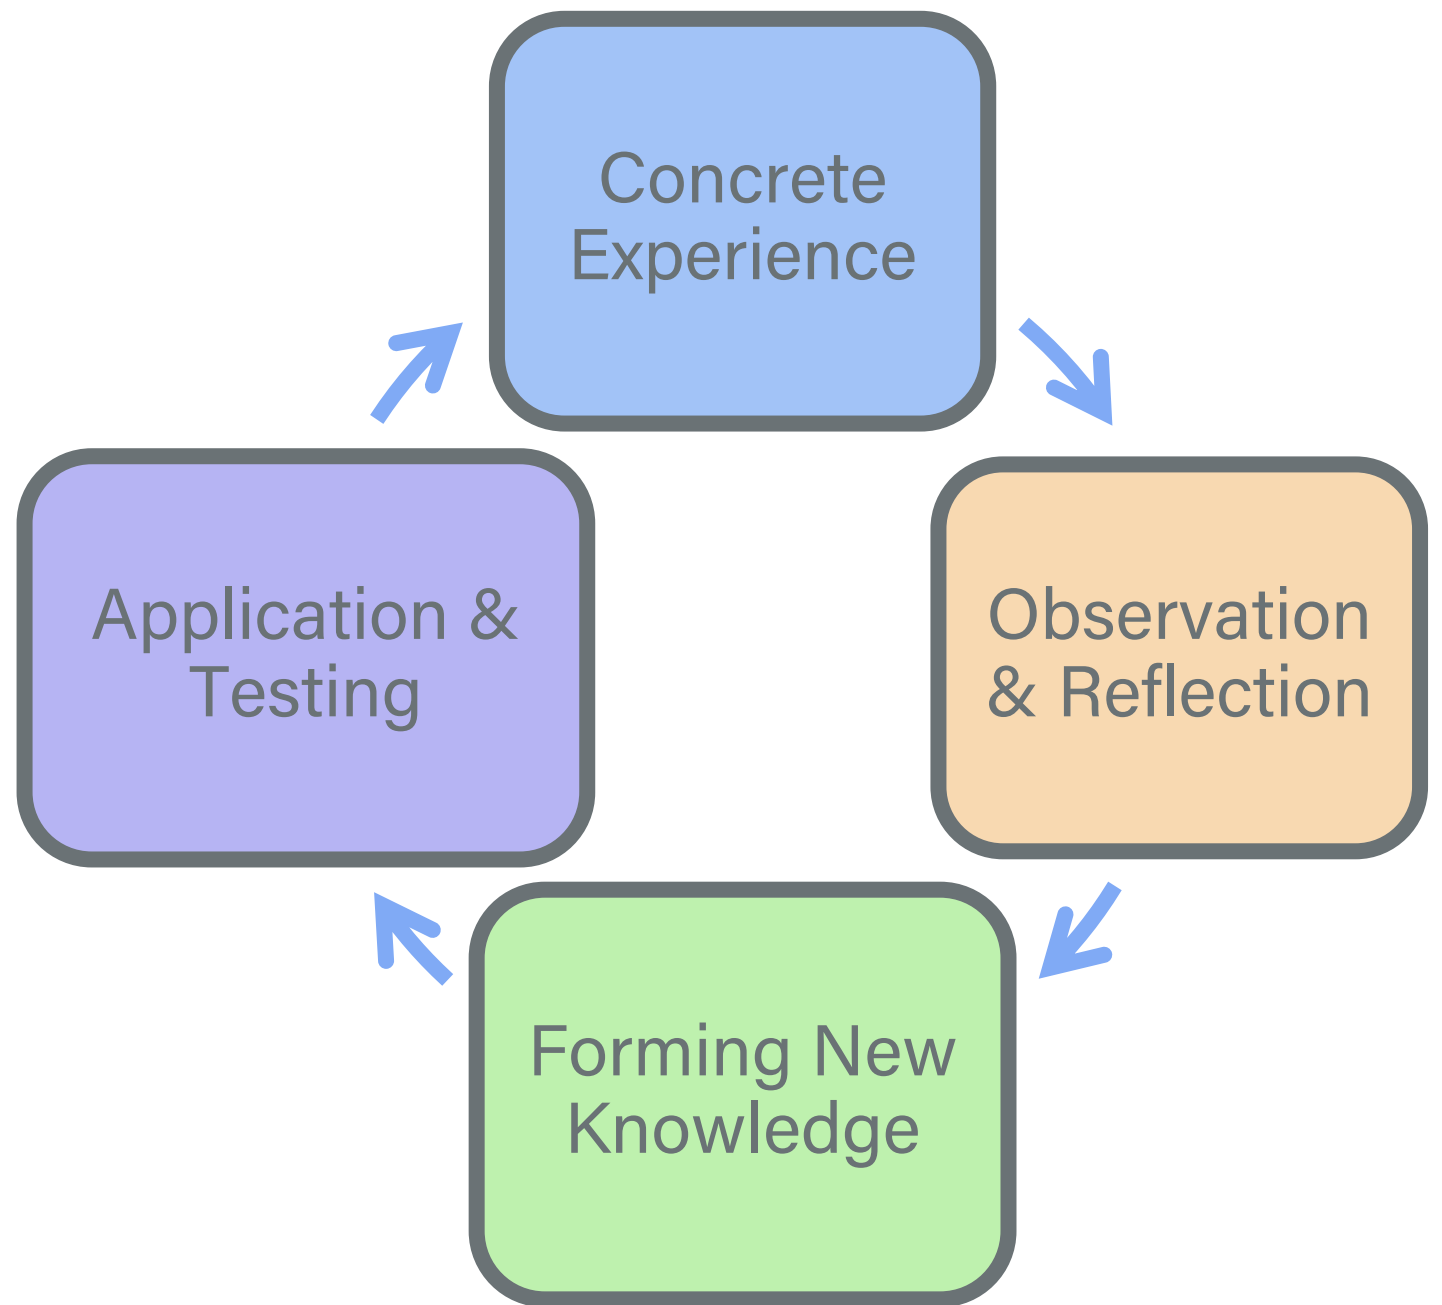 Concrete
Experience
Application &
Testing
Observation
& Reflection
Forming New
Knowledge